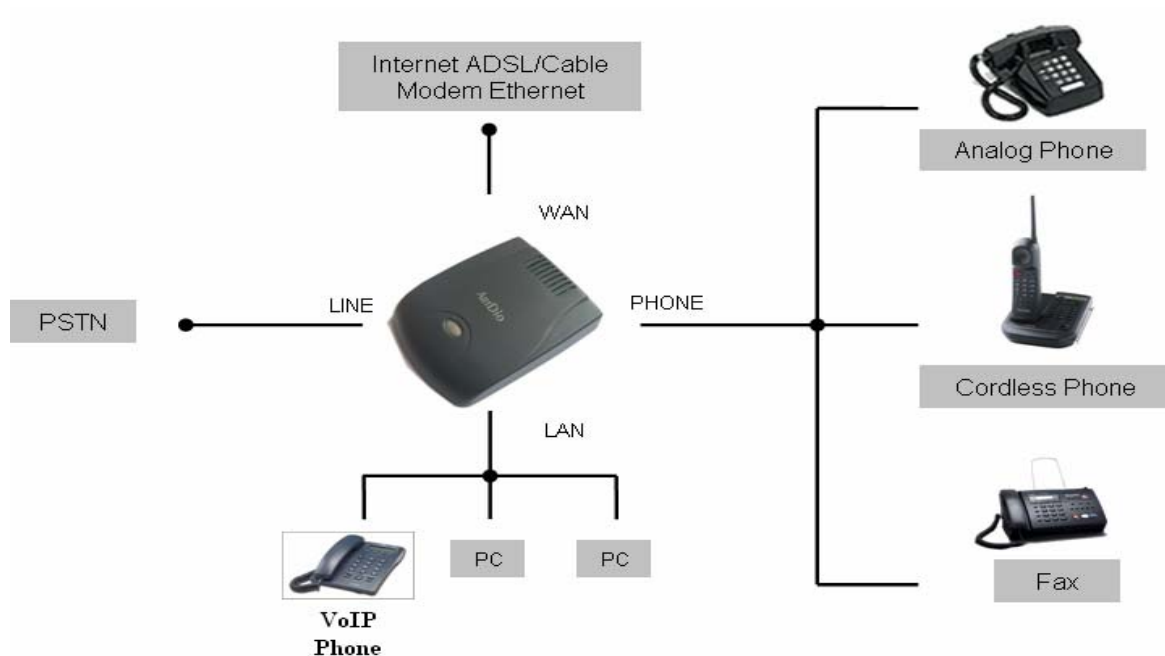 Internet ADSL/Cable
Modem Ethernet
Analog Phone
WAN
AmDio
LINE
PHONE
PSTN
Cordless Phone
LAN
PC
PC
VoIP
Phone
Fax